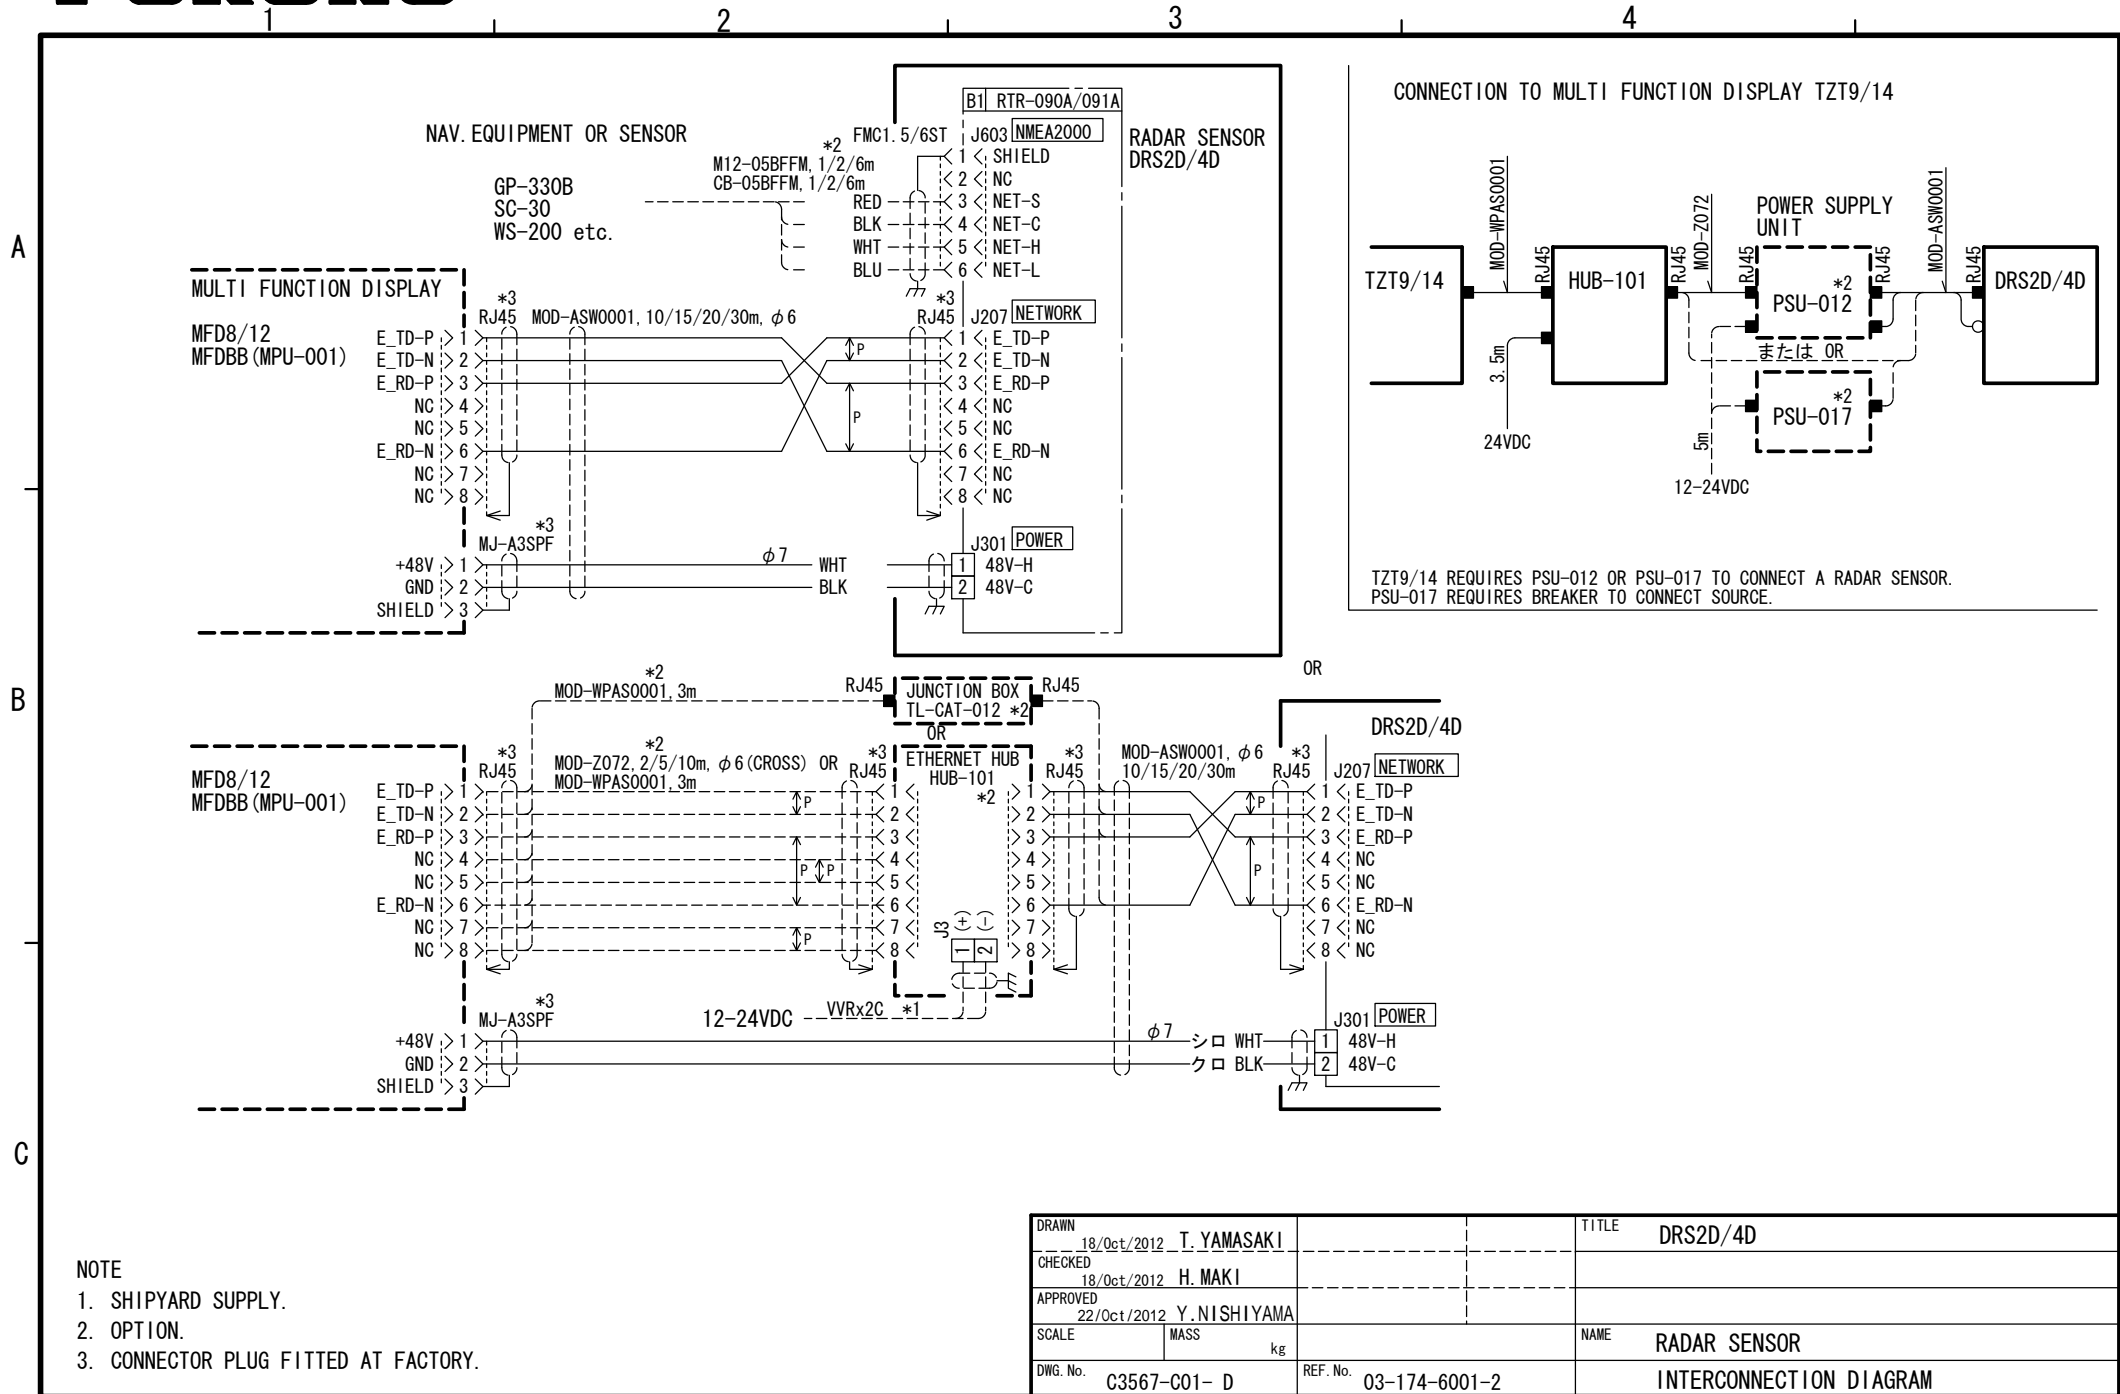 1
2
3
4
A
B
C
NAV. EQUIPMENT OR SENSOR
GP-330B
SC-30
WS-200 etc.
*2
M12-05BFFM, 1/2/6m
CB-05BFFM, 1/2/6m
RED
BLK
WHT
BLU
FMC1.5/6ST
B1 RTR-090A/091A
J603 NMEA2000
1 SHIELD
2 NC
3 NET-S
4 NET-C
5 NET-H
6 NET-L
RADAR SENSOR
DRS2D/4D
MULTI FUNCTION DISPLAY
MFD8/12
MFDBB(MPU-001)
*3
RJ45
MOD-ASW0001, 10/15/20/30m, φ6
E_TD-P 1
E_TD-N 2
E_RD-P 3
NC 4
NC 5
E_RD-N 6
NC 7
NC 8
P
P
*3
RJ45
J207 NETWORK
1 E_TD-P
2 E_TD-N
3 E_RD-P
4 NC
5 NC
6 E_RD-N
7 NC
8 NC
*3
MJ-A3SPF
+48V 1
GND 2
SHIELD 3
φ7 WHT
BLK
J301 POWER
1 48V-H
2 48V-C
CONNECTION TO MULTI FUNCTION DISPLAY TZT9/14
TZT9/14
MOD-WPAS0001
RJ45
3.5m
24VDC
HUB-101
RJ45
MOD-Z072
RJ45
POWER SUPPLY
UNIT
*2
PSU-012
または OR
*2
PSU-017
5m
12-24VDC
RJ45
MOD-ASW0001
RJ45
DRS2D/4D
TZT9/14 REQUIRES PSU-012 OR PSU-017 TO CONNECT A RADAR SENSOR.
PSU-017 REQUIRES BREAKER TO CONNECT SOURCE.
OR
*2
MOD-WPAS0001, 3m
RJ45
JUNCTION BOX
TL-CAT-012 *2
RJ45
OR
MFD8/12
MFDBB(MPU-001)
*3
RJ45
*2
MOD-Z072, 2/5/10m, φ6(CROSS) OR
MOD-WPAS0001, 3m
E_TD-P 1
E_TD-N 2
E_RD-P 3
NC 4
NC 5
E_RD-N 6
NC 7
NC 8
P
P P
P
*3
RJ45
1
2
3
4
5
6
7
8
ETHERNET HUB
HUB-101
*2
J3
(+) (-)
1 2
1
2
3
4
5
6
7
8
*3
RJ45
MOD-ASW0001, φ6
10/15/20/30m
P
P
*3
RJ45
DRS2D/4D
J207 NETWORK
1 E_TD-P
2 E_TD-N
3 E_RD-P
4 NC
5 NC
6 E_RD-N
7 NC
8 NC
12-24VDC VVRx2C *1
*3
MJ-A3SPF
+48V 1
GND 2
SHIELD 3
φ7
シロ WHT
クロ BLK
J301 POWER
1 48V-H
2 48V-C
NOTE
1. SHIPYARD SUPPLY.
2. OPTION.
3. CONNECTOR PLUG FITTED AT FACTORY.
DRAWN
18/Oct/2012 T. YAMASAKI
CHECKED
18/Oct/2012 H. MAKI
APPROVED
22/Oct/2012 Y. NISHIYAMA
SCALE
MASS kg
DWG. No. C3567-C01- D
REF. No. 03-174-6001-2
TITLE DRS2D/4D
NAME RADAR SENSOR
INTERCONNECTION DIAGRAM